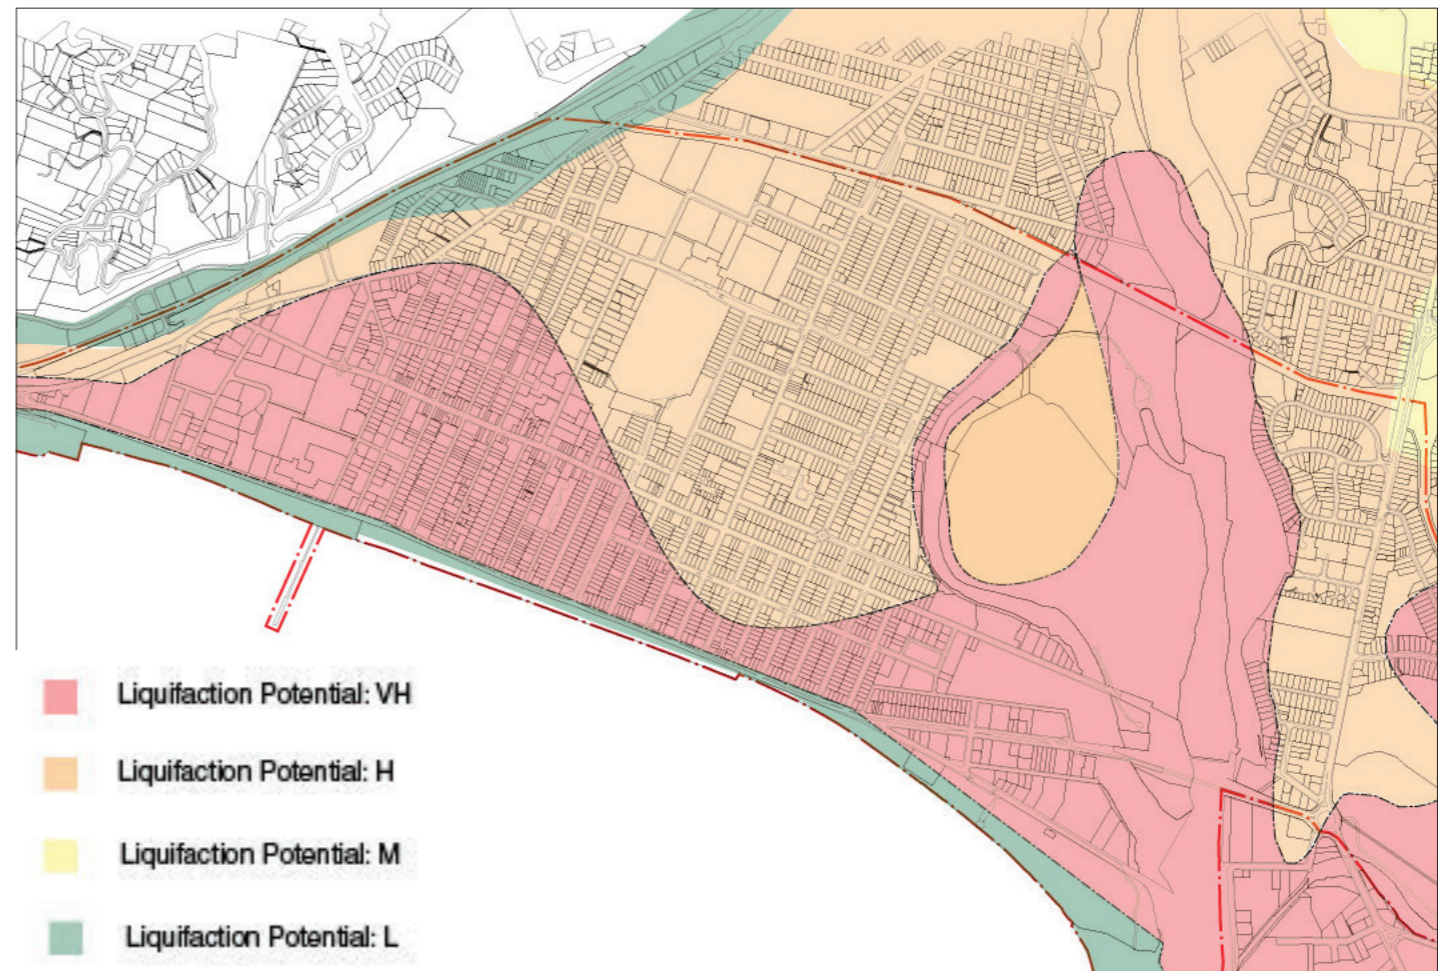 Liquifaction Potential: VH
Liquifaction Potential: H
Liquifaction Potential: M
Liquifaction Potential: L